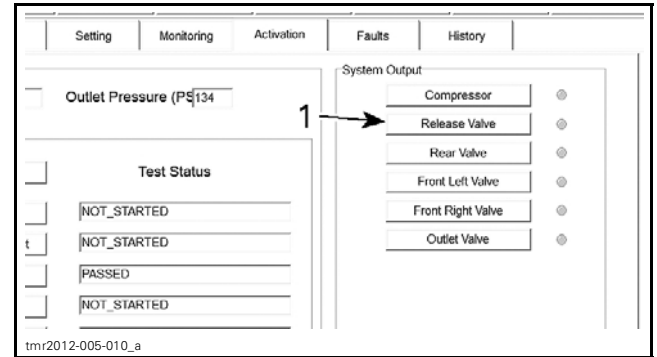 Setting Monitoring Activation Faults History
System Output
Outlet Pressure (PS 134
Compressor
1
Release Valve
Rear Valve
Test Status
Front Left Valve
NOT_STARTED
Front Right Valve
t
NOT_STARTED
Outlet Valve
PASSED
NOT_STARTED
tmr2012-005-010_a